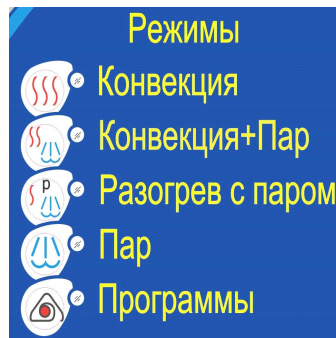 Режимы
Конвекция
Конвекция+Пар
P
Разогрев с паром
Пар
Программы